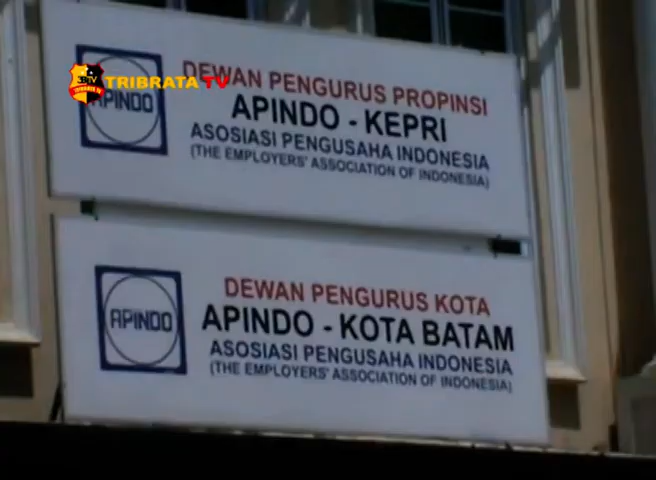 TRIBRATA TV
APINDO
DEWAN PENGURUS PROPINSI
APINDO - KEPRI
ASOSIASI PENGUSAHA INDONESIA
(THE EMPLOYERS' ASSOCIATION OF INDONESIA)
APINDO
DEWAN PENGURUS KOTA
APINDO - KOTA BATAM
ASOSIASI PENGUSAHA INDONESIA
(THE EMPLOYERS' ASSOCIATION OF INDONESIA)